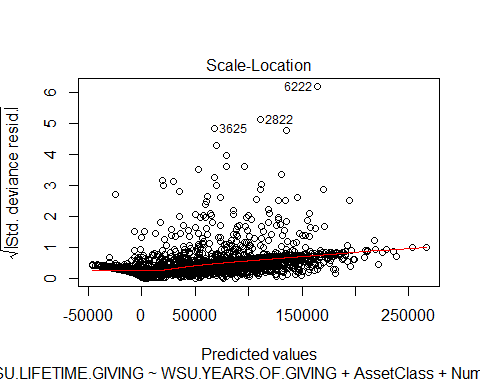 Scale-Location
√|Std. deviance resid.|
6
5
4
3
2
1
0
6222
2822
3625
-50000 0 50000 150000 250000
Predicted values
SU.LIFETIME.GIVING ~ WSU.YEARS.OF.GIVING + AssetClass + Num